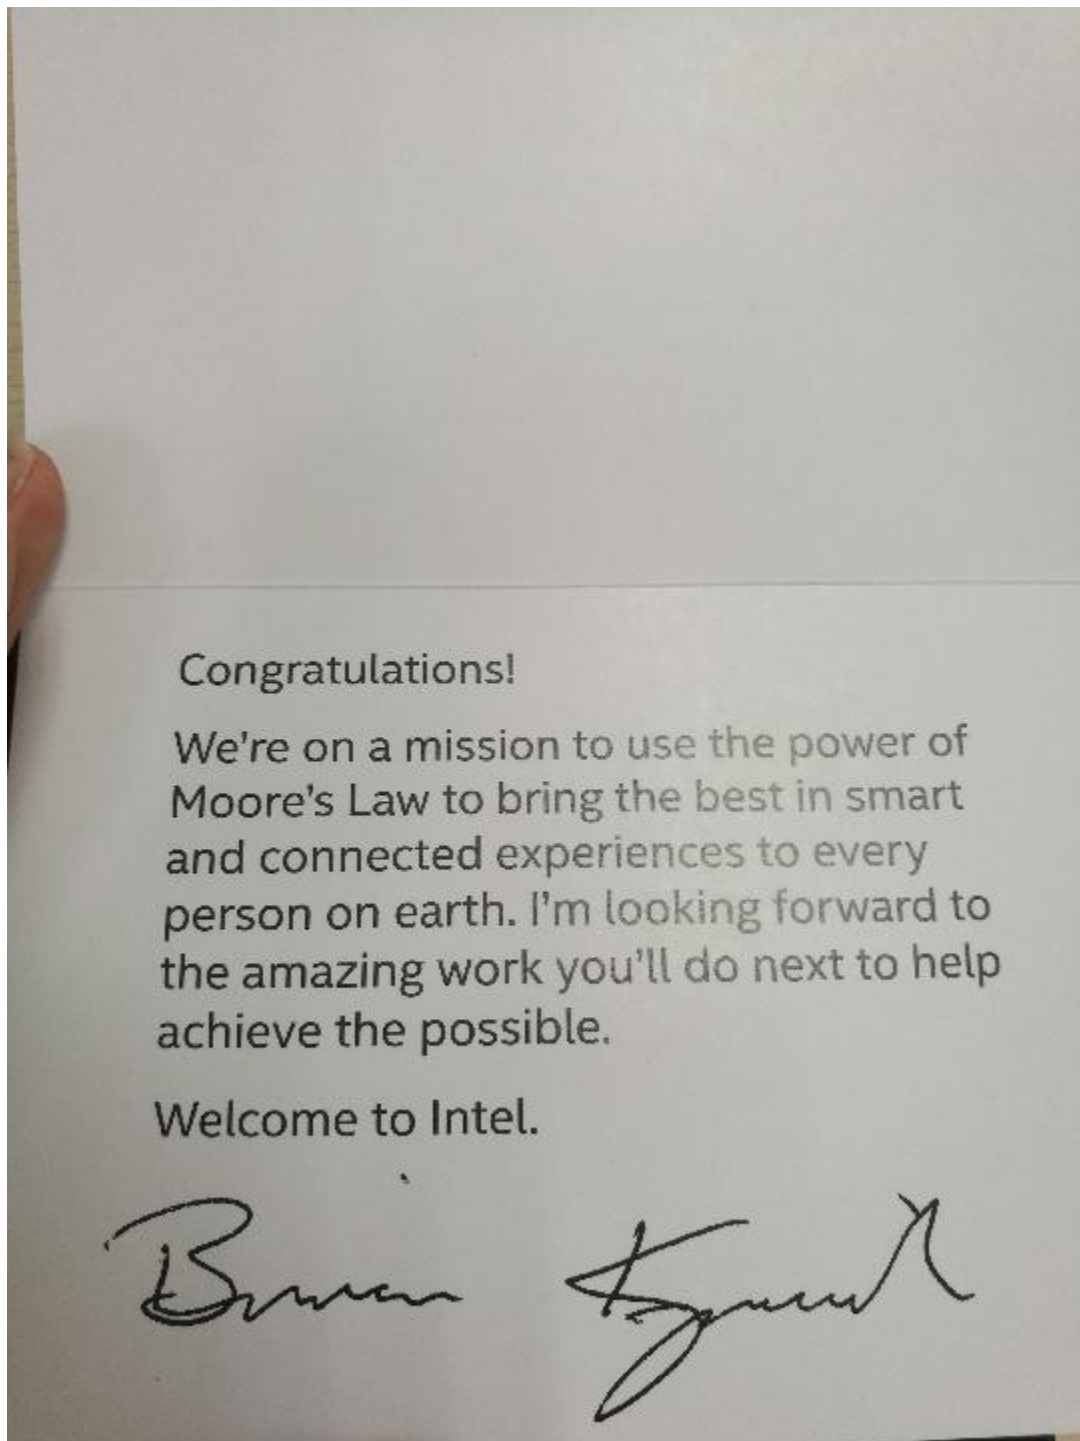 Congratulations!
We're on a mission to use the power of
Moore's Law to bring the best in smart
and connected experiences to every
person on earth. I'm looking forward to
the amazing work you'll do next to help
achieve the possible.
Welcome to Intel.
Brian